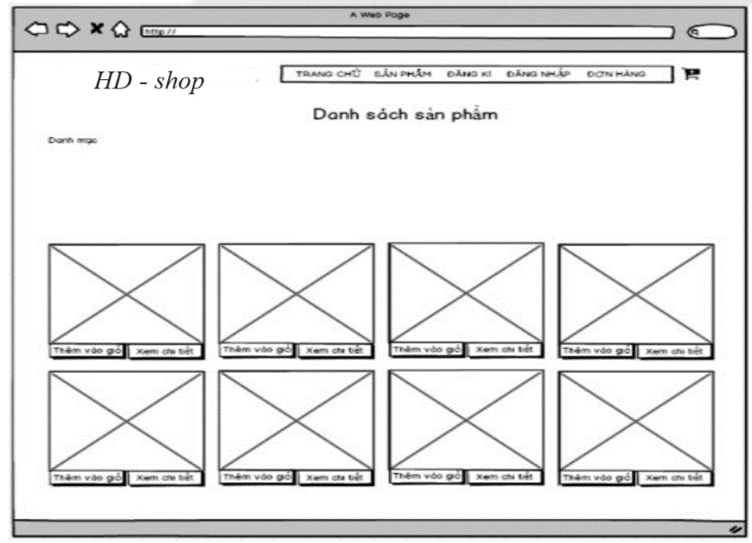 A Web Page
http://
HD - shop
TRANG CHỦ SẢN PHẨM ĐĂNG KÍ ĐĂNG NHẬP ĐƠN HÀNG
Danh sách sản phẩm
Danh mục
Thêm vào giỏ Xem chi tiết Thêm vào giỏ Xem chi tiết Thêm vào giỏ Xem chi tiết Thêm vào giỏ Xem chi tiết
Thêm vào giỏ Xem chi tiết Thêm vào giỏ Xem chi tiết Thêm vào giỏ Xem chi tiết Thêm vào giỏ Xem chi tiết